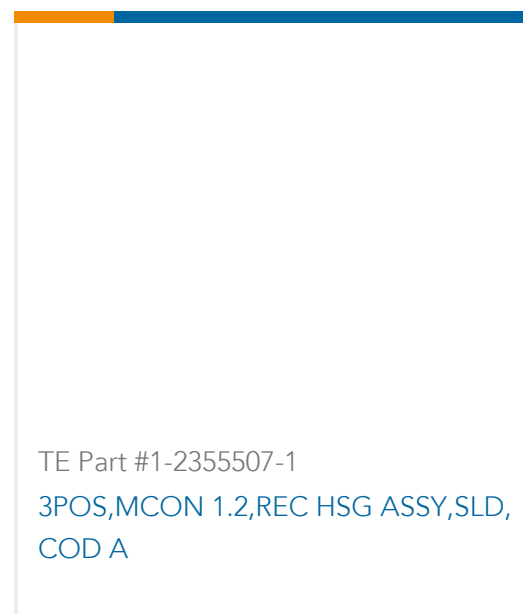 TE Part #1-2355507-1
3POS,MCON 1.2,REC HSG ASSY,SLD,
COD A